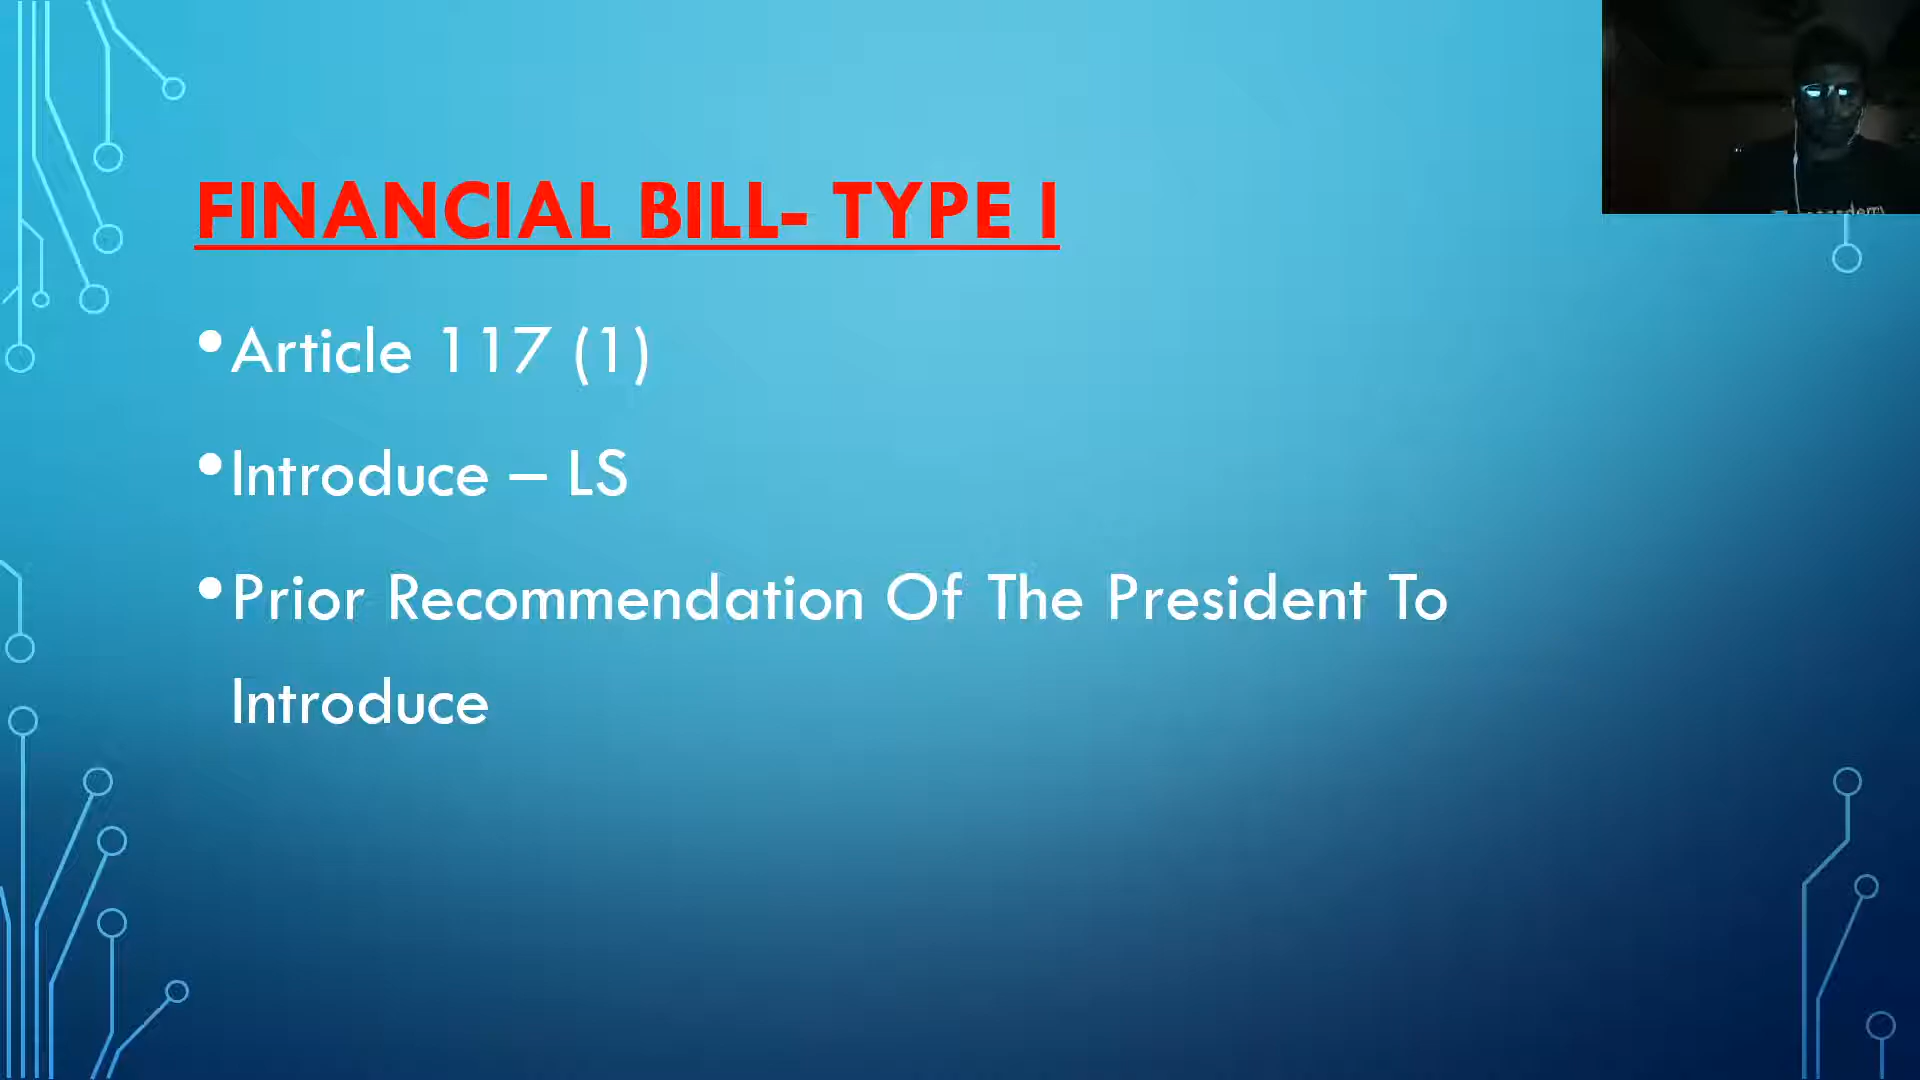 FINANCIAL BILL- TYPE I
•Article 117 (1)
•Introduce – LS
•Prior Recommendation Of The President To
Introduce